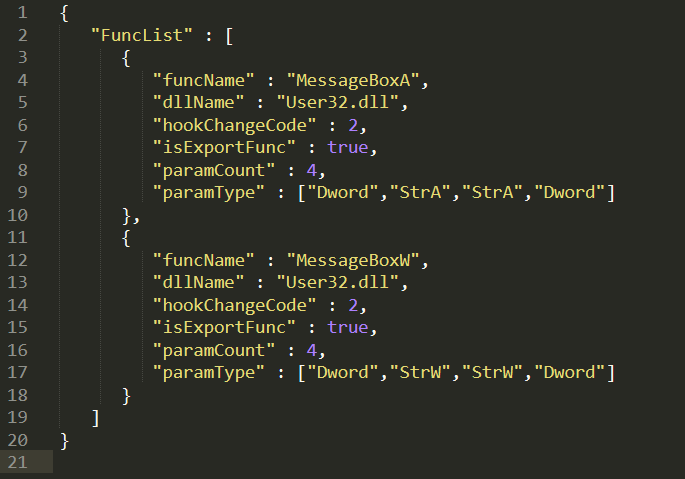 1 {
2    "FuncList" : [
3       {
4          "funcName" : "MessageBoxA",
5          "dllName" : "User32.dll",
6          "hookChangeCode" : 2,
7          "isExportFunc" : true,
8          "paramCount" : 4,
9          "paramType" : ["Dword","StrA","StrA","Dword"]
10       },
11       {
12          "funcName" : "MessageBoxW",
13          "dllName" : "User32.dll",
14          "hookChangeCode" : 2,
15          "isExportFunc" : true,
16          "paramCount" : 4,
17          "paramType" : ["Dword","StrW","StrW","Dword"]
18       }
19    ]
20 }
21